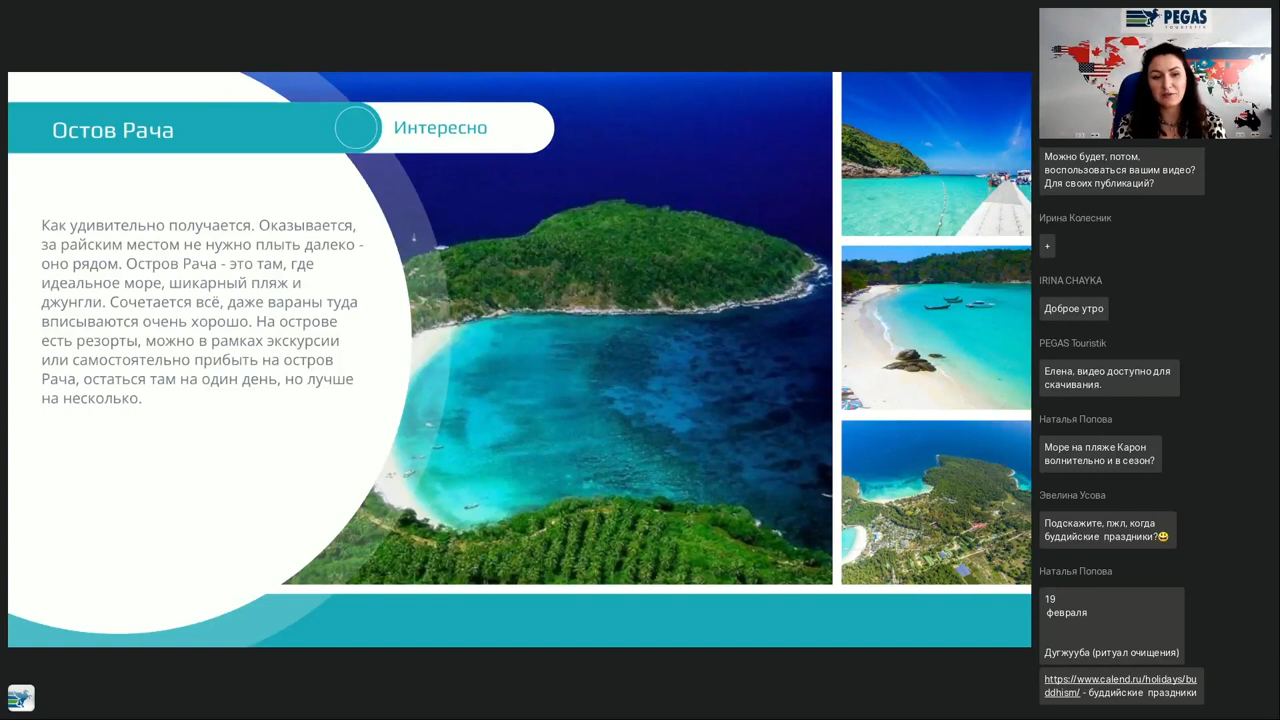 Остов Рача
Интересно
Как удивительно получается. Оказывается,
за райским местом не нужно плыть далеко -
оно рядом. Остров Рача - это там, где
идеальное море, шикарный пляж и
джунгли. Сочетается всё, даже вараны туда
вписываются очень хорошо. На острове
есть резорты, можно в рамках экскурсии
или самостоятельно прибыть на остров
Рача, остаться там на один день, но лучше
на несколько.
PEGAS
TOURISTIK
Можно будет, потом.
воспользоваться вашим видео?
Для своих публикаций?
Ирина Колесник
+
IRINA CHAYKA
Доброе утро
PEGAS Touristik
Елена, видео доступно для
скачивания.
Наталья Попова
Море на пляже Карон
волнительно и в сезон?
Эвелина Усова
Подскажите, пжл, когда
буддийские праздники?😀
Наталья Попова
19
февраля
Дугжууба (ритуал очищения)
https://www.calend.ru/holidays/bu
ddhism/ - буддийские праздники